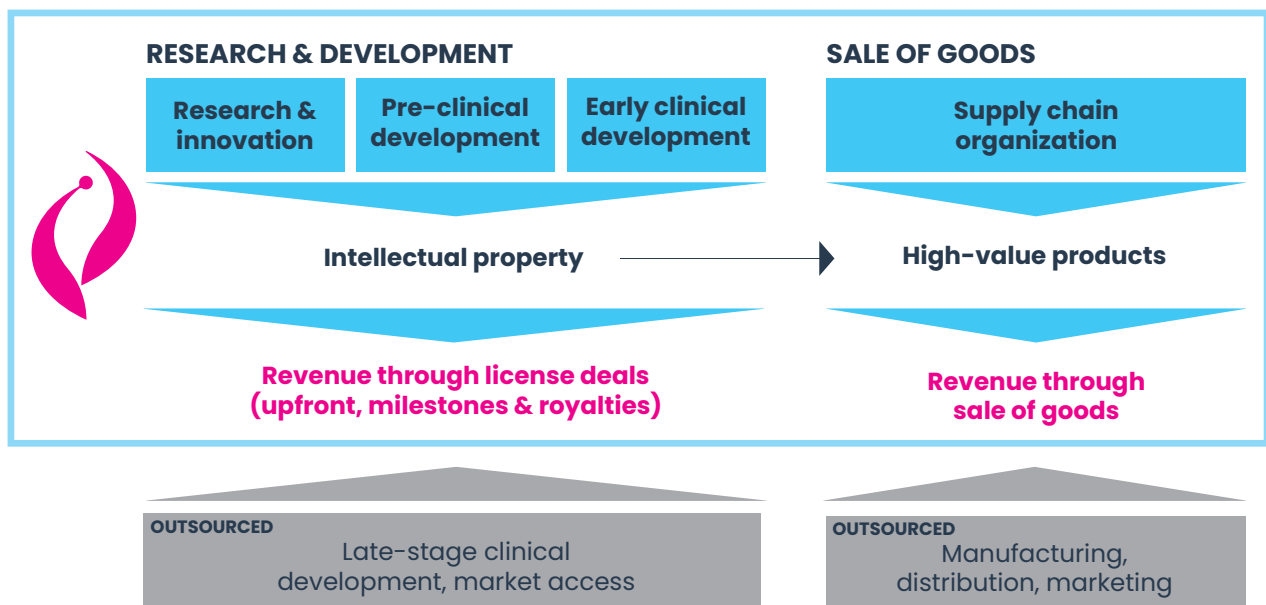 RESEARCH & DEVELOPMENT
Research &
innovation
Pre-clinical
development
Early clinical
development
Intellectual property
Revenue through license deals
(upfront, milestones & royalties)
OUTSOURCED
Late-stage clinical
development, market access
SALE OF GOODS
Supply chain
organization
High-value products
Revenue through
sale of goods
OUTSOURCED
Manufacturing,
distribution, marketing